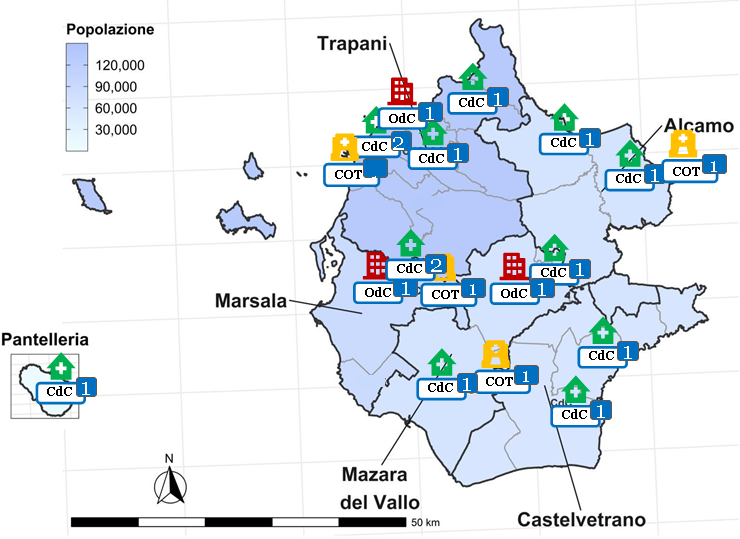 Popolazione
120,000
90,000
60,000
30,000
Trapani
CdC 1
OdC 1
CdC 2
CdC 1
CdC 1
Alcamo
COT
CdC 1
COT 1
CdC 2
OdC 1
COT 1
CdC 1
OdC 1
Marsala
Pantelleria
CdC 1
CdC 1
COT 1
CdC 1
CdC 1
N
Mazara
del Vallo
Castelvetrano
50 km